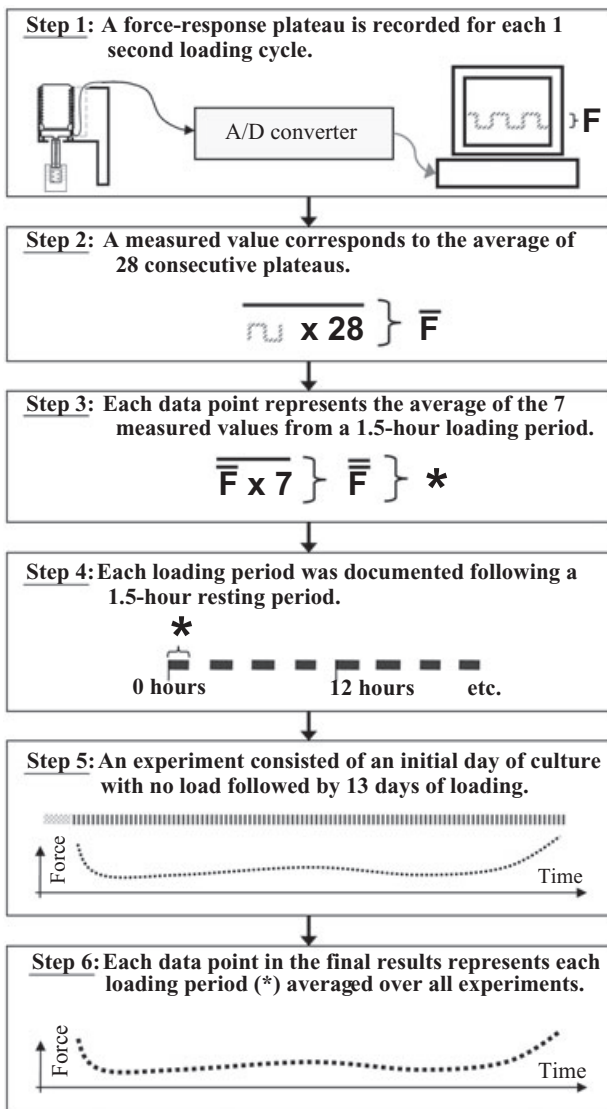 Step 1: A force-response plateau is recorded for each 1
second loading cycle.
A/D converter
F
Step 2: A measured value corresponds to the average of
28 consecutive plateaus.
x 28 } F̅
Step 3: Each data point represents the average of the 7
measured values from a 1.5-hour loading period.
F̿ x 7 } F̿ } *
Step 4: Each loading period was documented following a
1.5-hour resting period.
*
0 hours 12 hours etc.
Step 5: An experiment consisted of an initial day of culture
with no load followed by 13 days of loading.
Force
Time
Step 6: Each data point in the final results represents each
loading period (*) averaged over all experiments.
Force
Time